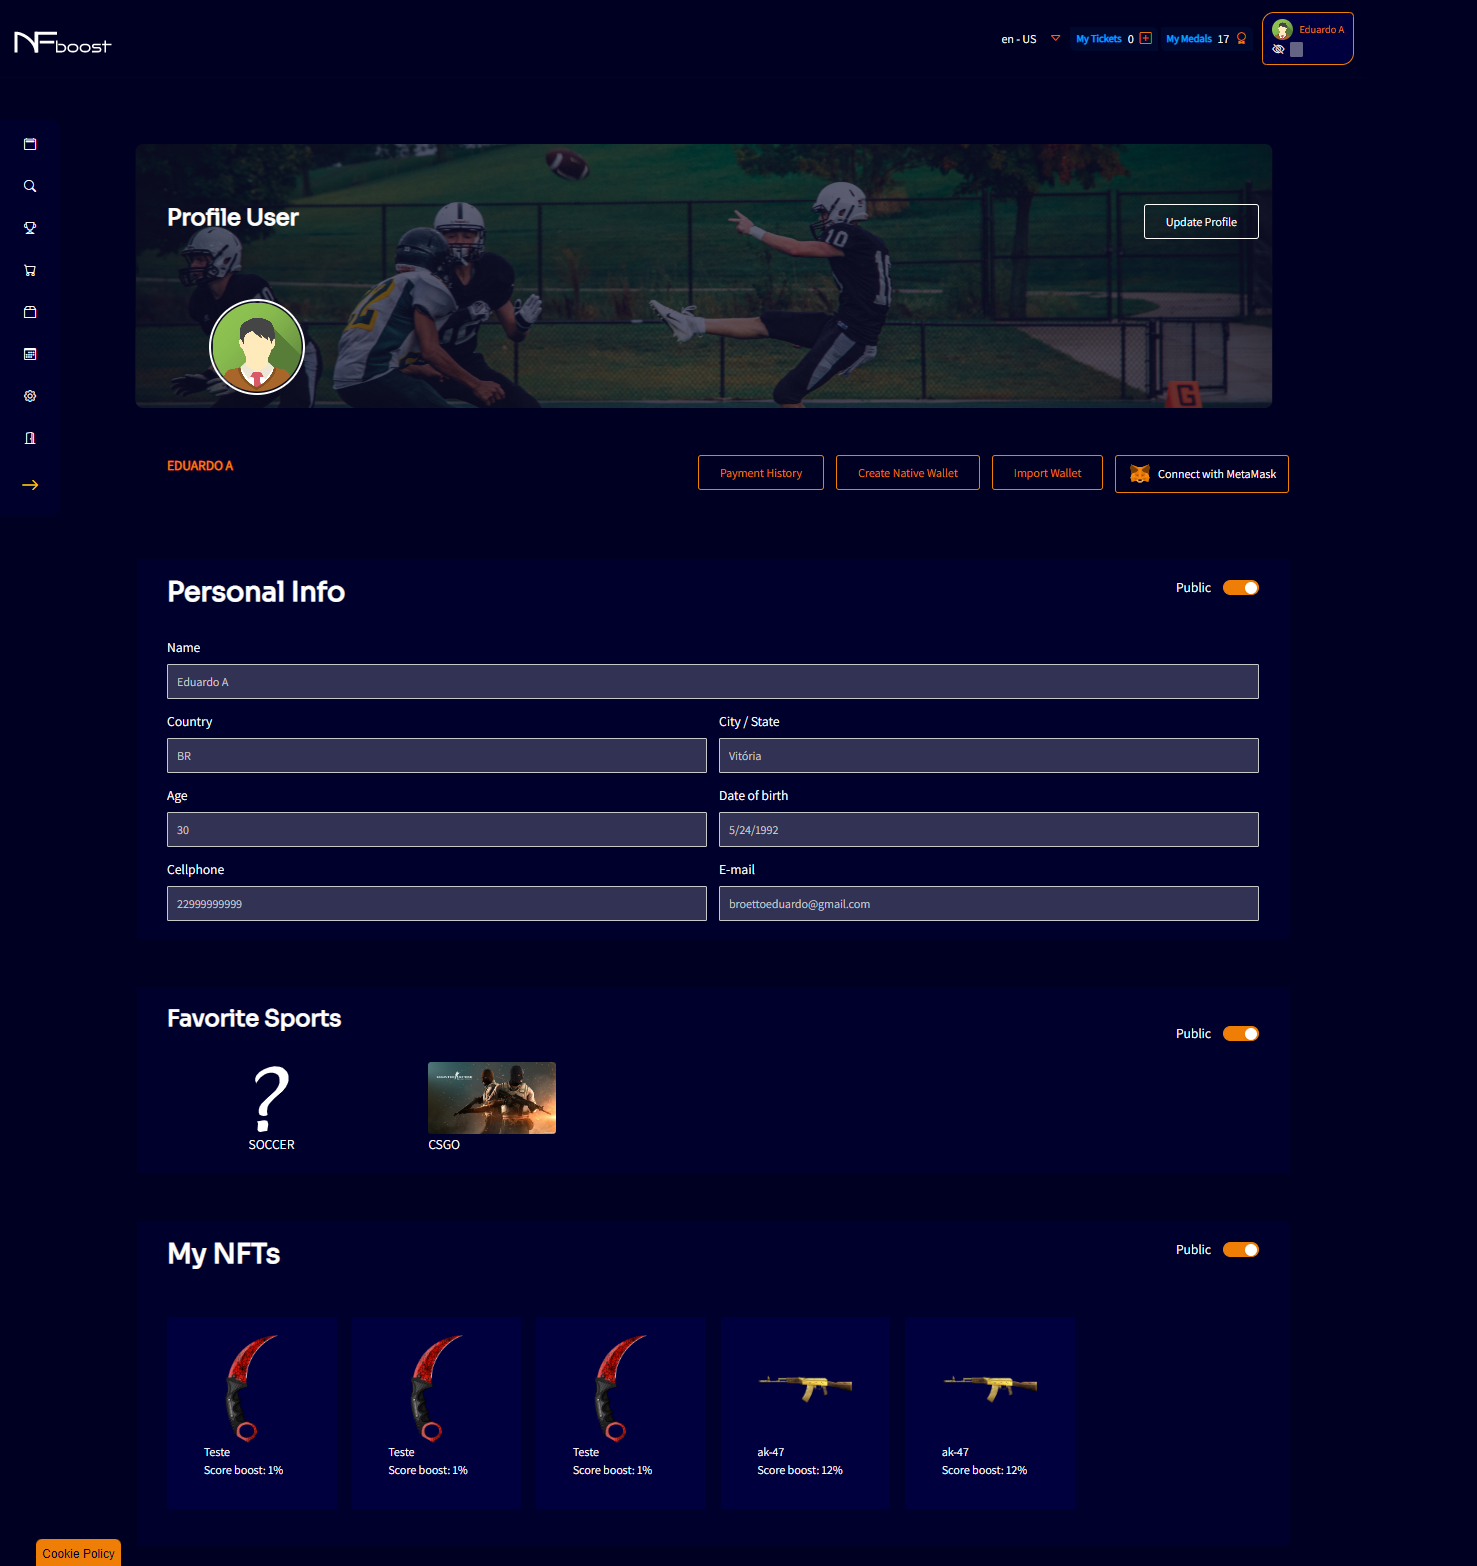 NFboost
en - US My Tickets 0 My Medals 17 Eduardo A
Profile User
Update Profile
10
G
EDUARDO A
Payment History Create Native Wallet Import Wallet Connect with MetaMask
Personal Info Public
Name
Eduardo A
Country City / State
BR Vitória
Age Date of birth
30 5/24/1992
Cellphone E-mail
22999999999 broettoeduardo@gmail.com
Favorite Sports Public
?
SOCCER CSGO
My NFTs Public
Teste Teste Teste ak-47 ak-47
Score boost: 1% Score boost: 1% Score boost: 1% Score boost: 12% Score boost: 12%
Cookie Policy